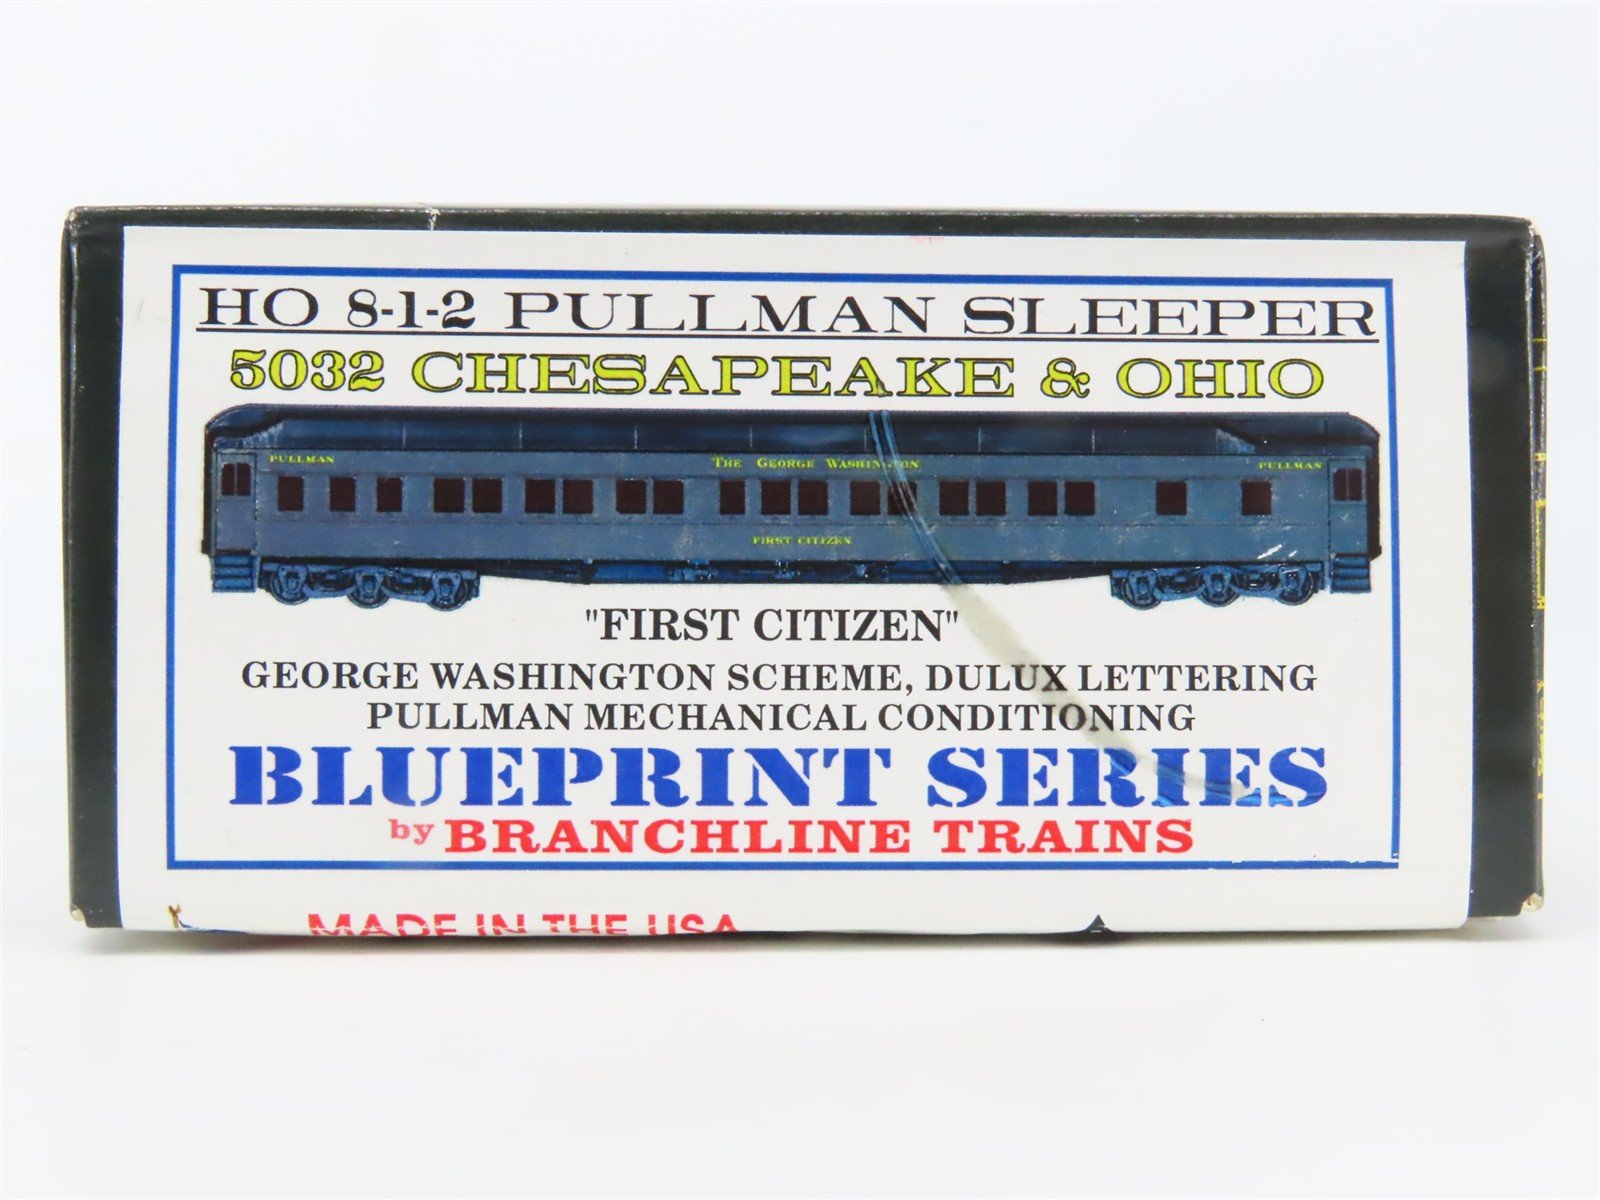 HO 8-1-2 PULLMAN SLEEPER
5032 CHESAPEAKE & OHIO
PULLMAN THE GEORGE WASHINGTON PULLMAN
FIRST CITIZEN
"FIRST CITIZEN"
GEORGE WASHINGTON SCHEME, DULUX LETTERING
PULLMAN MECHANICAL CONDITIONING
BLUEPRINT SERIES
by BRANCHLINE TRAINS
MADE IN THE USA